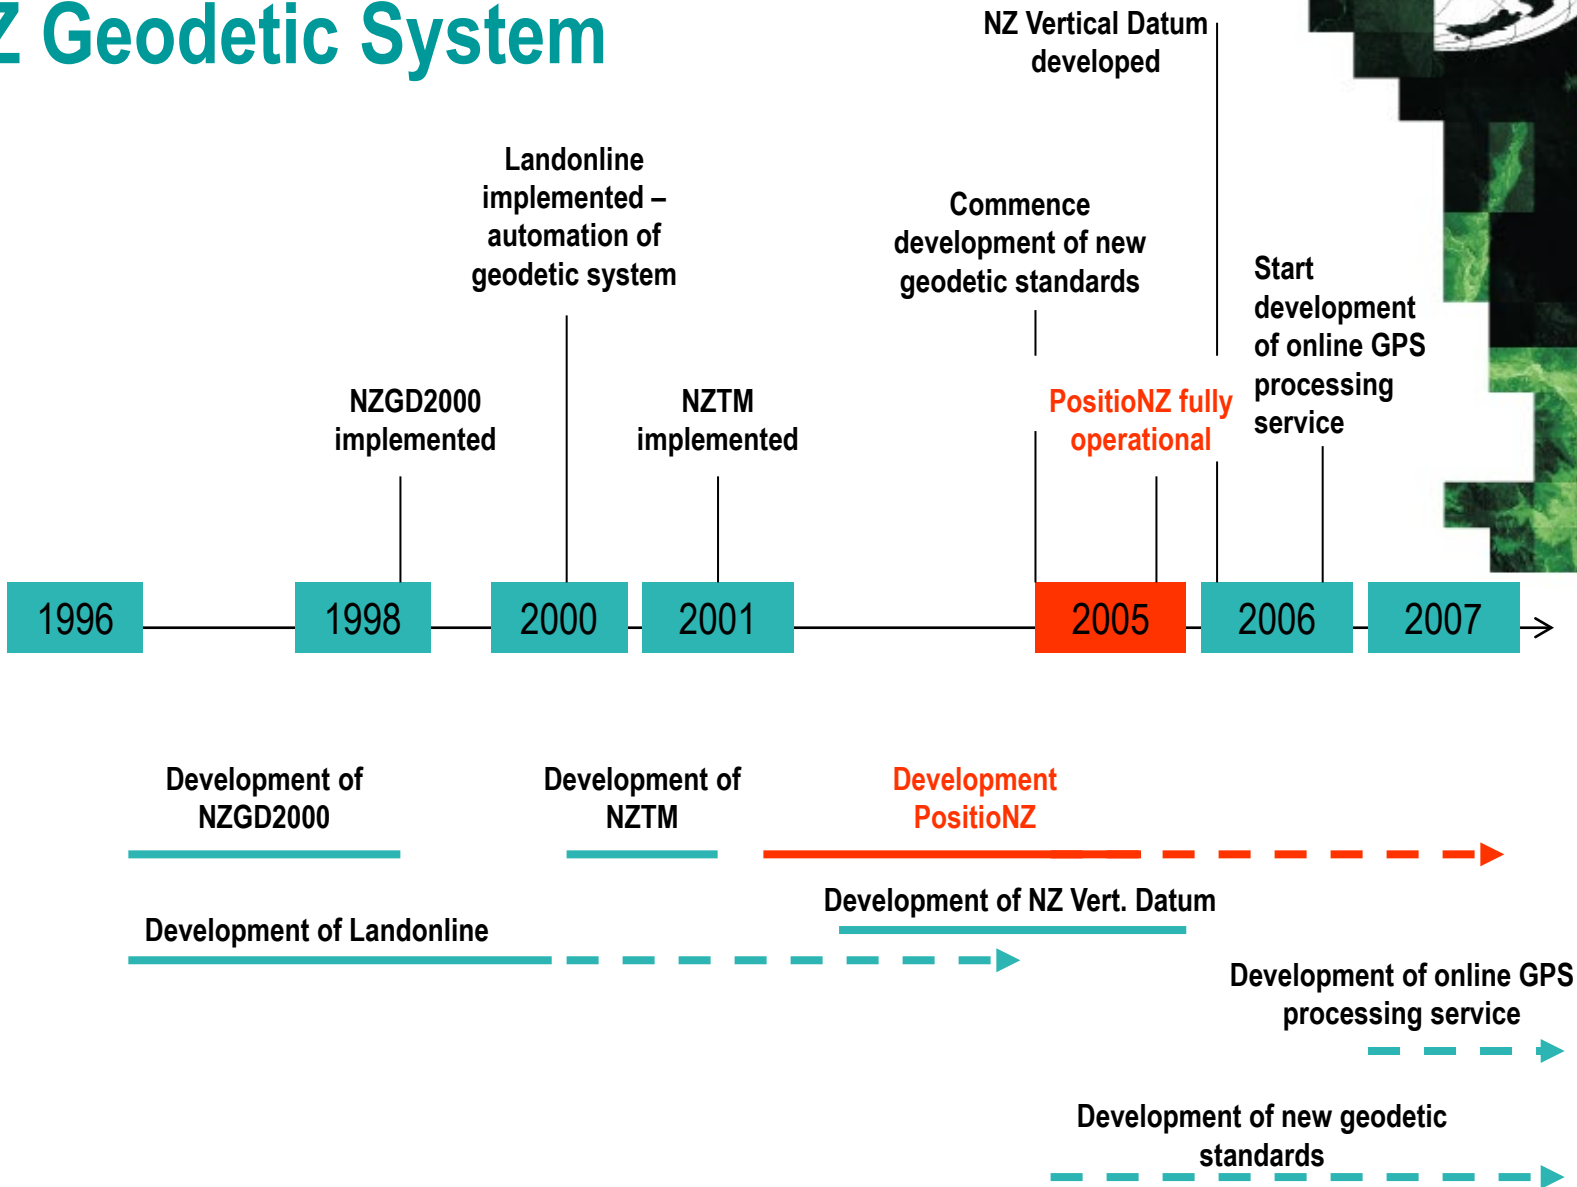 Z Geodetic System
NZ Vertical Datum
developed
Landonline
implemented –
automation of
geodetic system
Commence
development of new
geodetic standards
Start
development
of online GPS
processing
service
NZGD2000
implemented
NZTM
implemented
PositioNZ fully
operational
1996
1998
2000
2001
2005
2006
2007
Development of
NZGD2000
Development of
NZTM
Development
PositioNZ
Development of NZ Vert. Datum
Development of Landonline
Development of online GPS
processing service
Development of new geodetic
standards